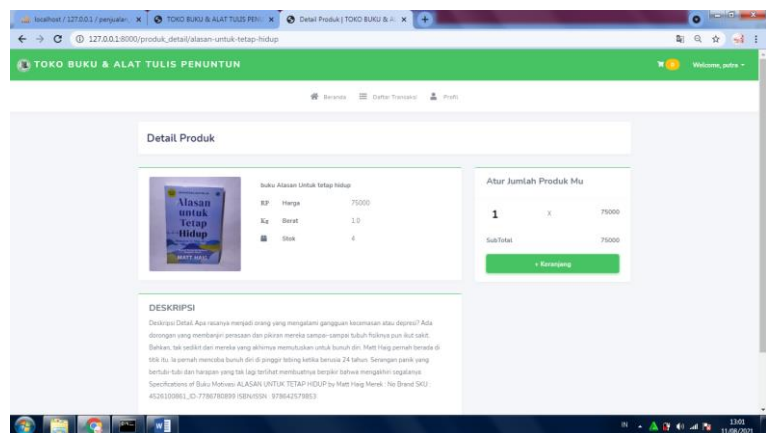 localhost / 127.0.0.1 / penjualan
TOKO BUKU & ALAT TULIS PEN
Detail Produk | TOKO BUKU & A
127.0.0.1:8000/produk_detail/alasan-untuk-tetap-hidup
TOKO BUKU & ALAT TULIS PENUNTUN
Welcome, putra
Beranda Daftar Transaksi Profil
Detail Produk
Alasan
untuk
Tetap
Hidup
MATT HAIG
buku Alasan Untuk tetap hidup
RP Harga 75000
Kg Berat 1.0
Stok 4
Atur Jumlah Produk Mu
1 X 75000
SubTotal 75000
+ Keranjang
DESKRIPSI
Deskripsi Detail Apa rasanya menjadi orang yang mengalami gangguan kecemasan atau depresi? Ada
dorongan yang membanjiri perasaan dan pikiran mereka sampai-sampai tubuh fisiknya pun ikut sakit.
Bahkan, tak sedikit dari mereka yang akhirnya memutuskan untuk bunuh diri. Matt Haig pernah berada di
titik itu. Ia pernah mencoba bunuh diri di pinggir tebing ketika berusia 24 tahun. Serangan panik yang
bertubi-tubi dan harapan yang tak lagi terlihat membuatnya berpikir bahwa mengakhiri segalanya
Specifications of Buku Motivasi ALASAN UNTUK TETAP HIDUP by Matt Haig Merek : No Brand SKU :
4526100861_ID-7786790899 ISBN/ISSN : 978642579853
IN
13:01
11/08/2021